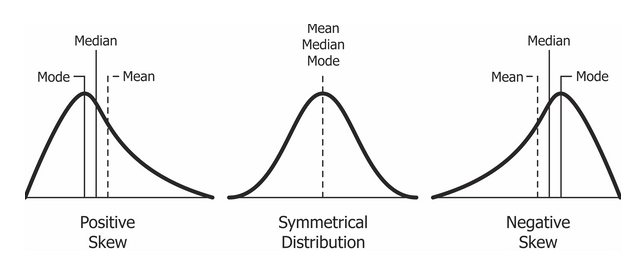 Median
Mode
Mean
Positive
Skew
Mean
Median
Mode
Symmetrical
Distribution
Median
Mean
Mode
Negative
Skew